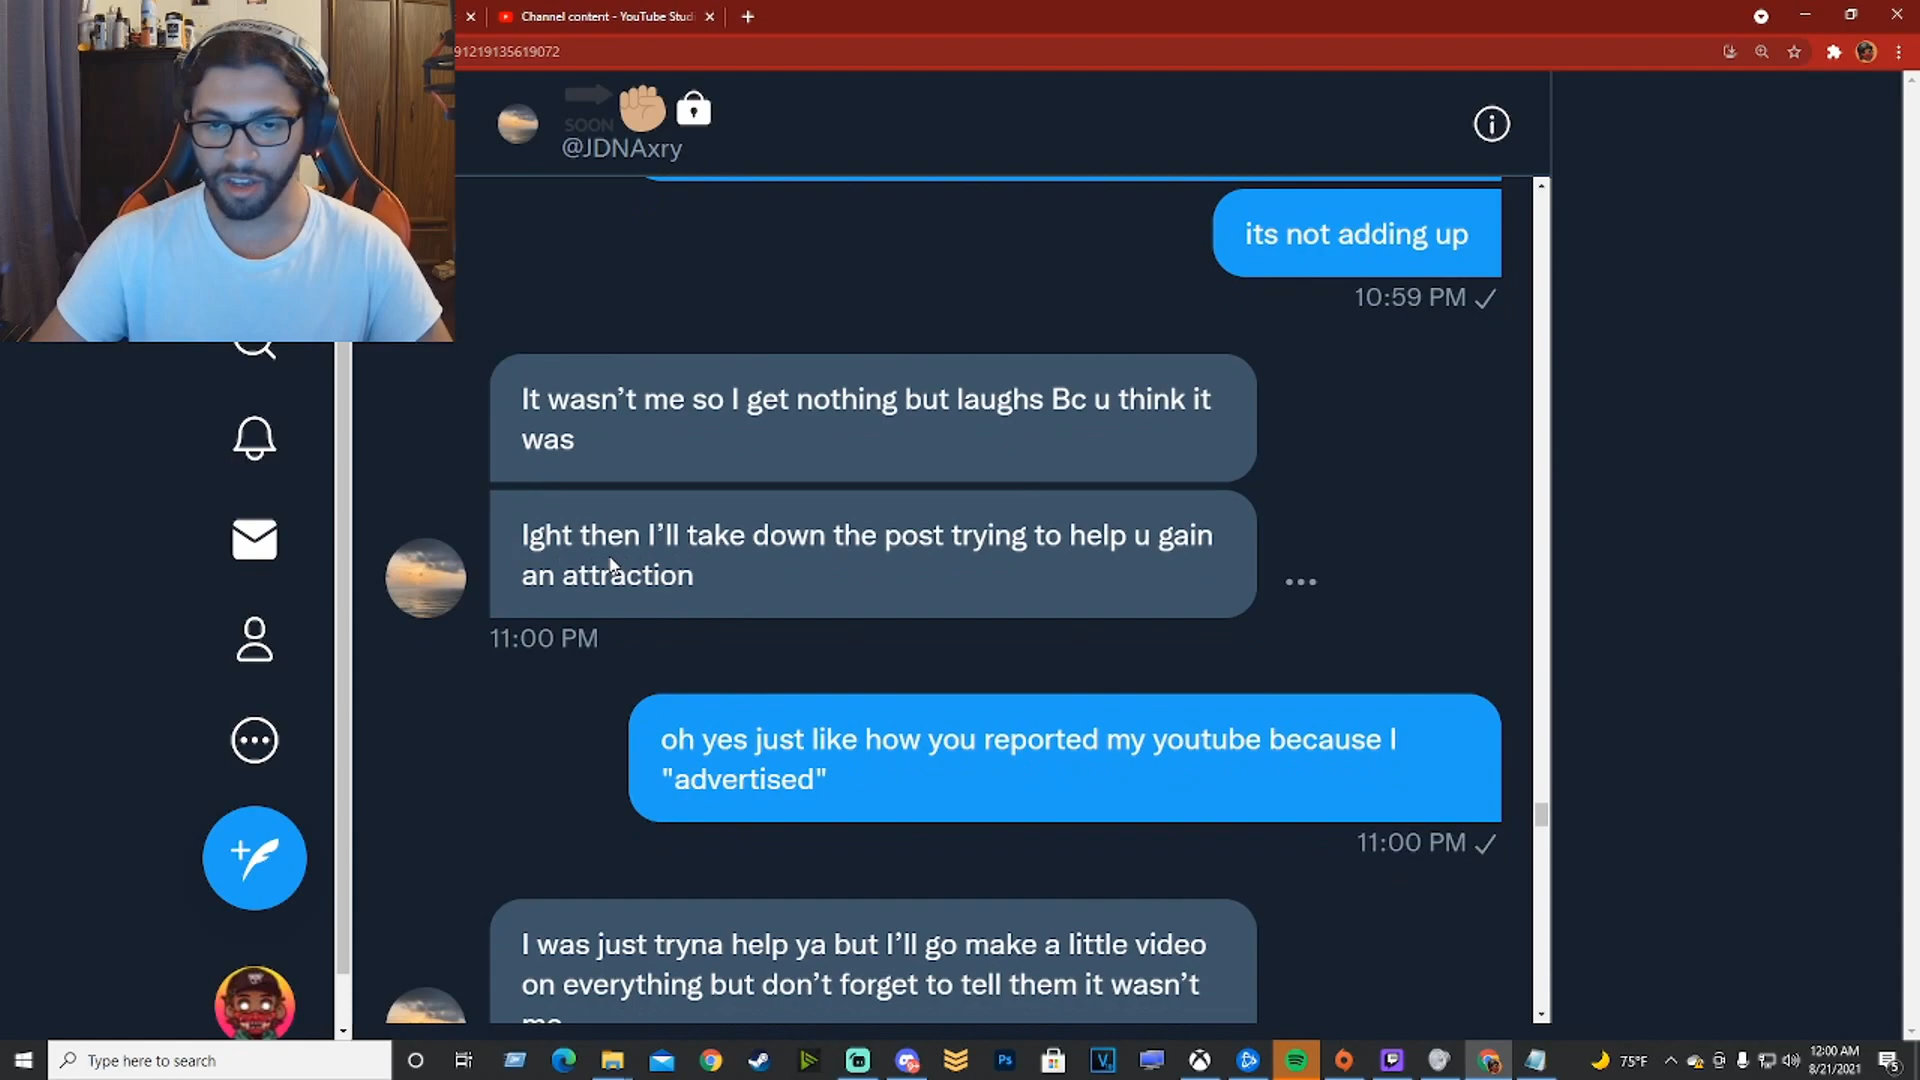 Channel content - YouTube Studi
91219135619072
SOON
@JDNAxry
its not adding up
10:59 PM
It wasn't me so I get nothing but laughs Bc u think it
was
Ight then I'll take down the post trying to help u gain
an attraction
11:00 PM
oh yes just like how you reported my youtube because I
"advertised"
11:00 PM
I was just tryna help ya but I'll go make a little video
on everything but don't forget to tell them it wasn't
me
Type here to search
Ps
75°F
12:00 AM
8/21/2021
5